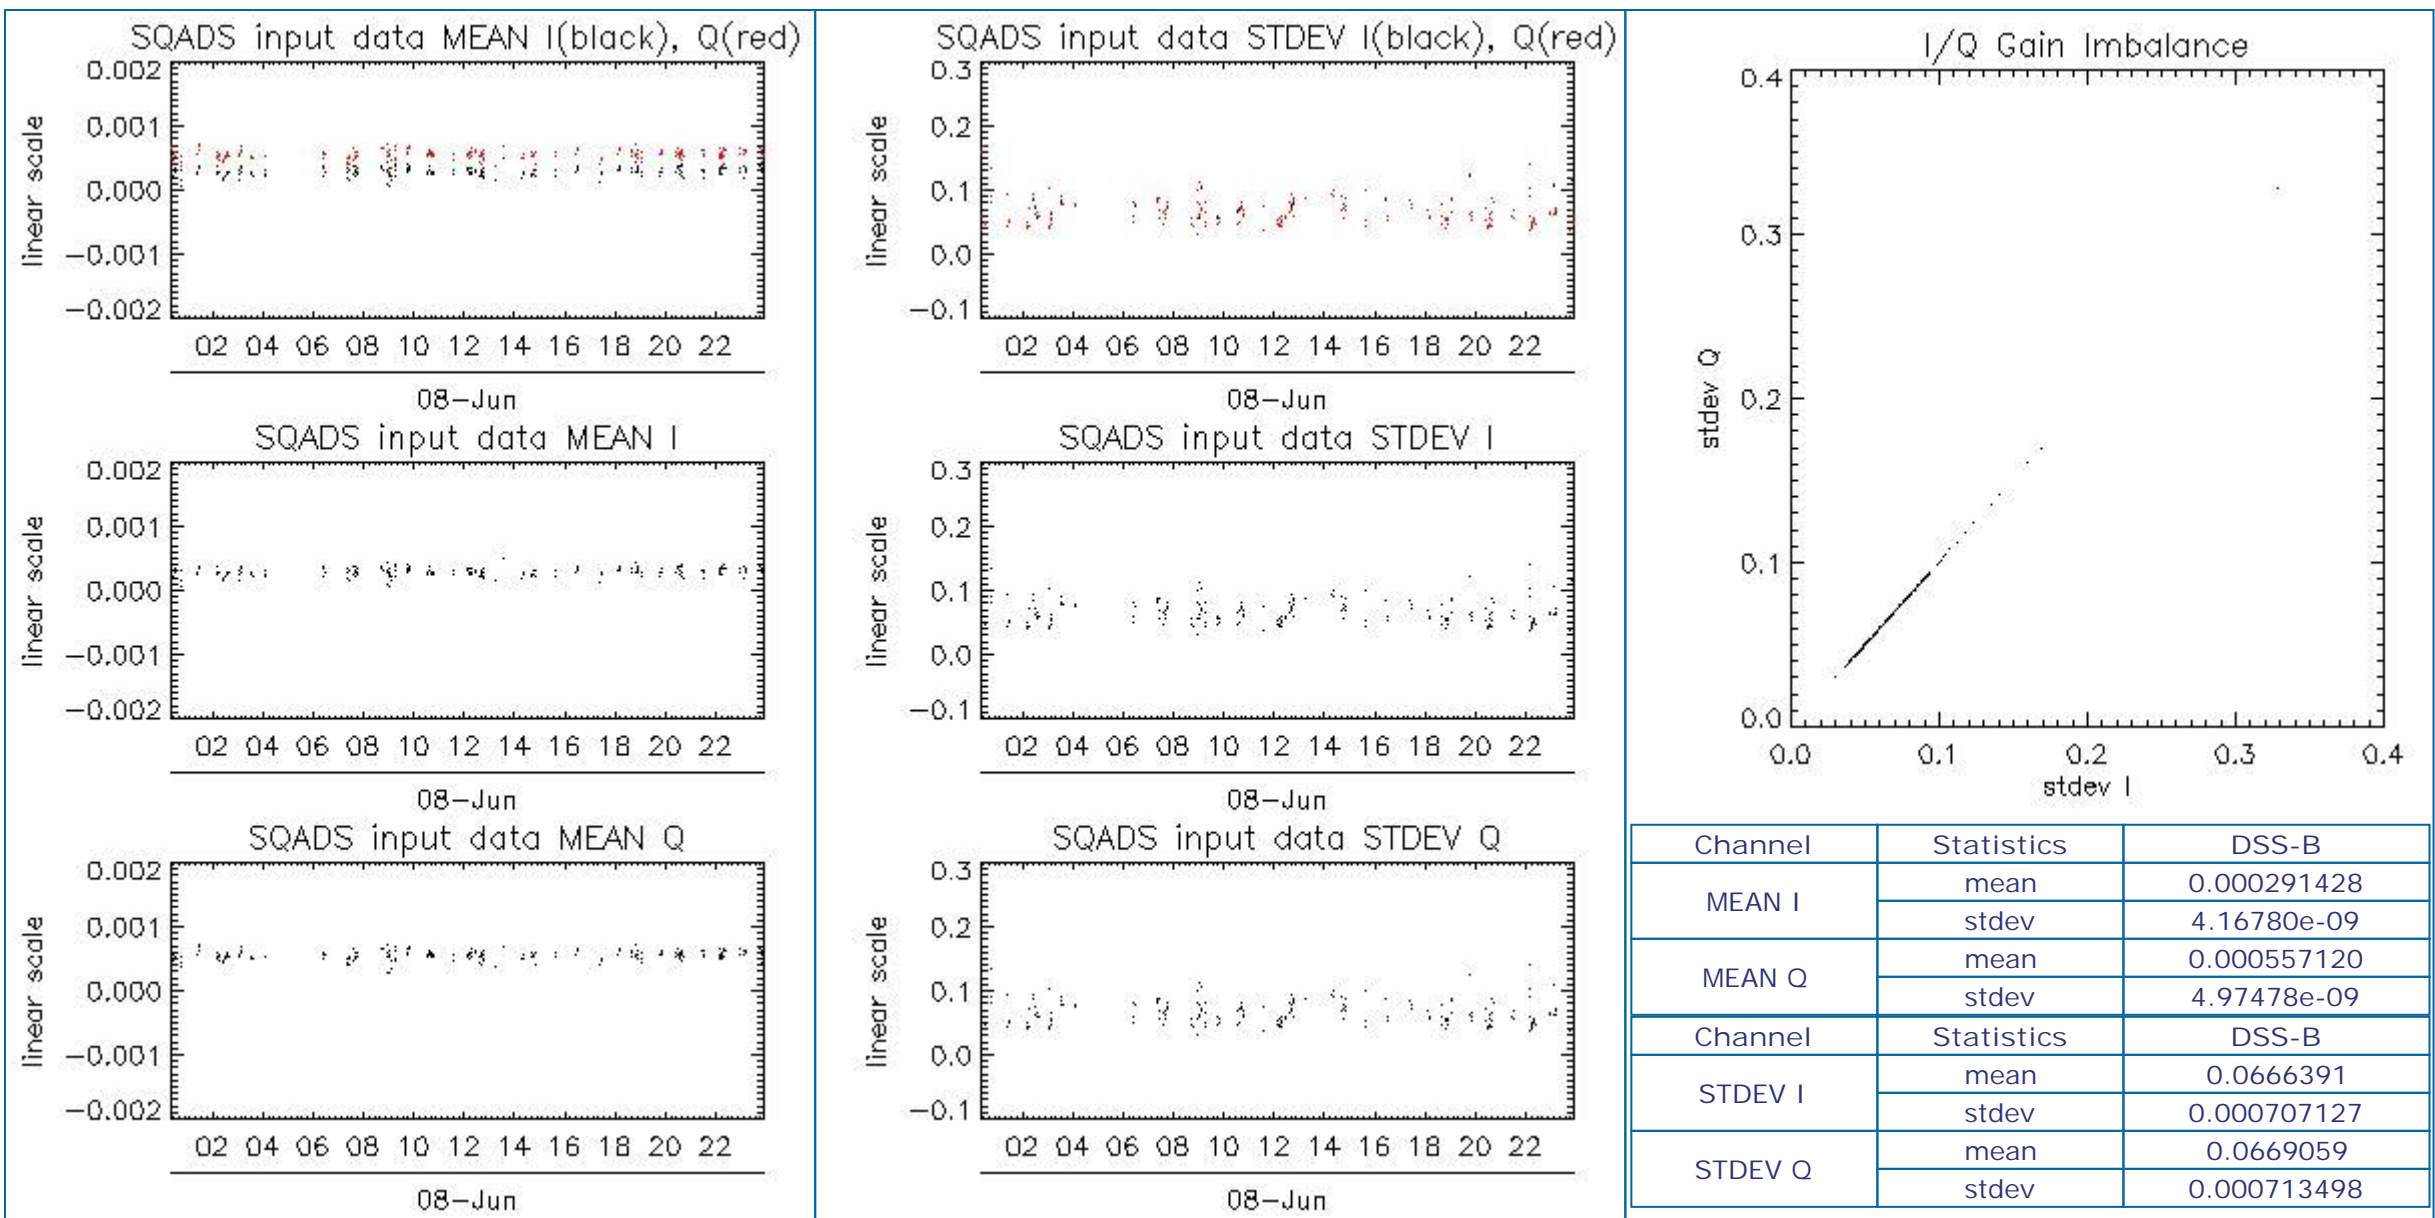 SQADS input data MEAN I(black), Q(red)
0.002
0.001
0.000
−0.001
−0.002
linear scale
02 04 06 08 10 12 14 16 18 20 22
08−Jun
SQADS input data MEAN I
0.002
0.001
0.000
−0.001
−0.002
linear scale
02 04 06 08 10 12 14 16 18 20 22
08−Jun
SQADS input data MEAN Q
0.002
0.001
0.000
−0.001
−0.002
linear scale
02 04 06 08 10 12 14 16 18 20 22
08−Jun
SQADS input data STDEV I(black), Q(red)
0.3
0.2
0.1
0.0
−0.1
linear scale
02 04 06 08 10 12 14 16 18 20 22
08−Jun
SQADS input data STDEV I
0.3
0.2
0.1
0.0
−0.1
linear scale
02 04 06 08 10 12 14 16 18 20 22
08−Jun
SQADS input data STDEV Q
0.3
0.2
0.1
0.0
−0.1
linear scale
02 04 06 08 10 12 14 16 18 20 22
08−Jun
I/Q Gain Imbalance
0.4
0.3
0.2
0.1
0.0
stdev Q
0.0 0.1 0.2 0.3 0.4
stdev I
Channel Statistics DSS-B
MEAN I mean 0.000291428
stdev 4.16780e-09
MEAN Q mean 0.000557120
stdev 4.97478e-09
Channel Statistics DSS-B
STDEV I mean 0.0666391
stdev 0.000707127
STDEV Q mean 0.0669059
stdev 0.000713498